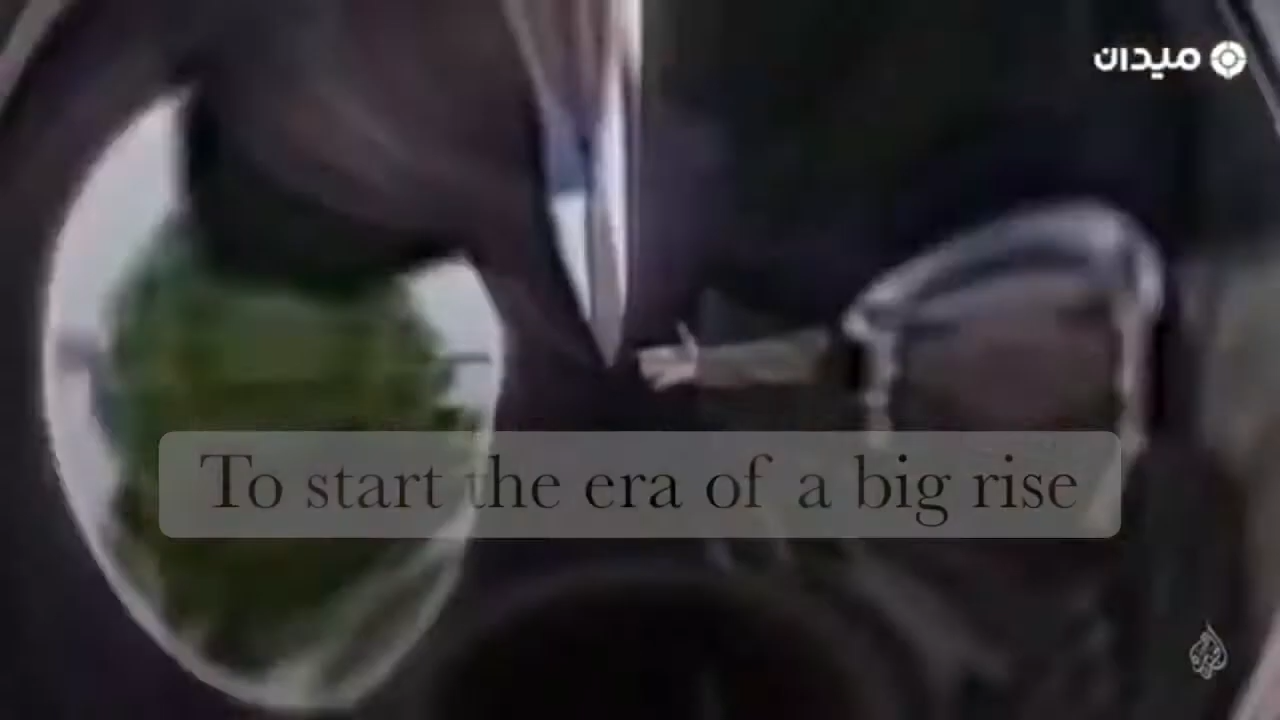 ميدان
To start the era of a big rise